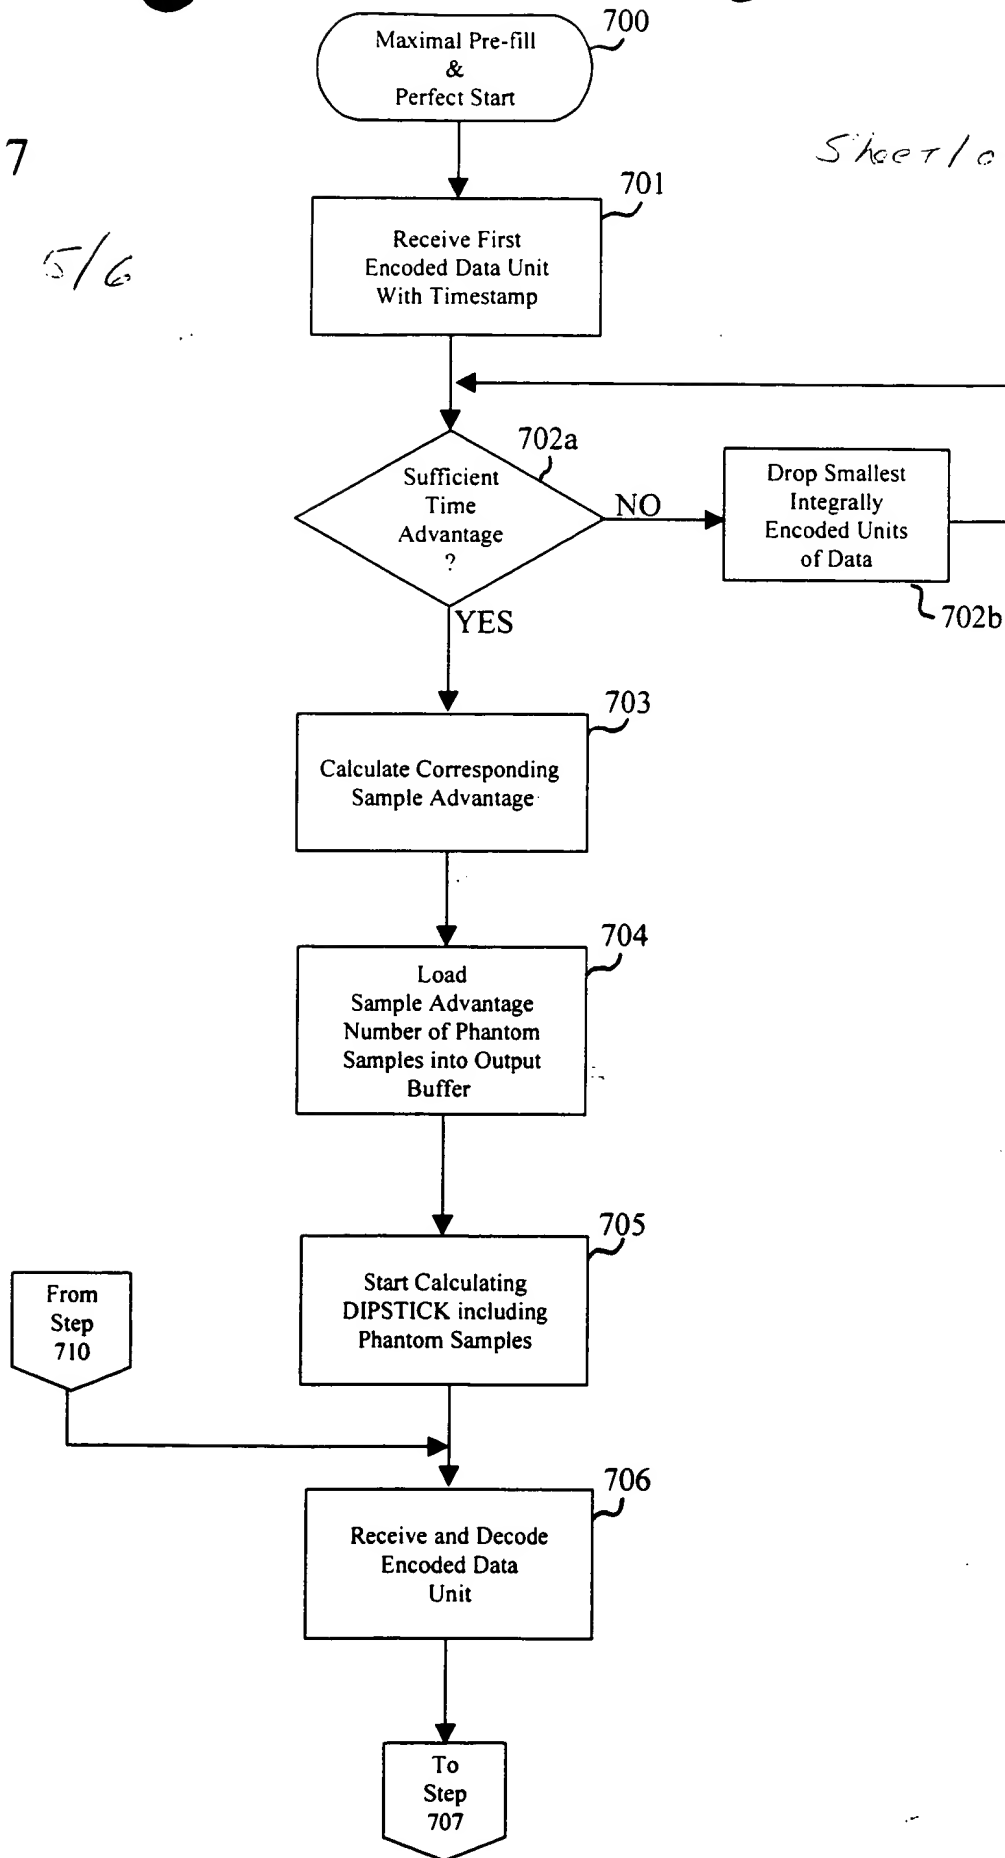 700
Maximal Pre-fill
&
Perfect Start
7
5/6
701
Receive First
Encoded Data Unit
With Timestamp
702a
Sufficient
Time
Advantage
?
NO
Drop Smallest
Integrally
Encoded Units
of Data
702b
YES
703
Calculate Corresponding
Sample Advantage
704
Load
Sample Advantage
Number of Phantom
Samples into Output
Buffer
705
Start Calculating
DIPSTICK including
Phantom Samples
From
Step
710
706
Receive and Decode
Encoded Data
Unit
To
Step
707